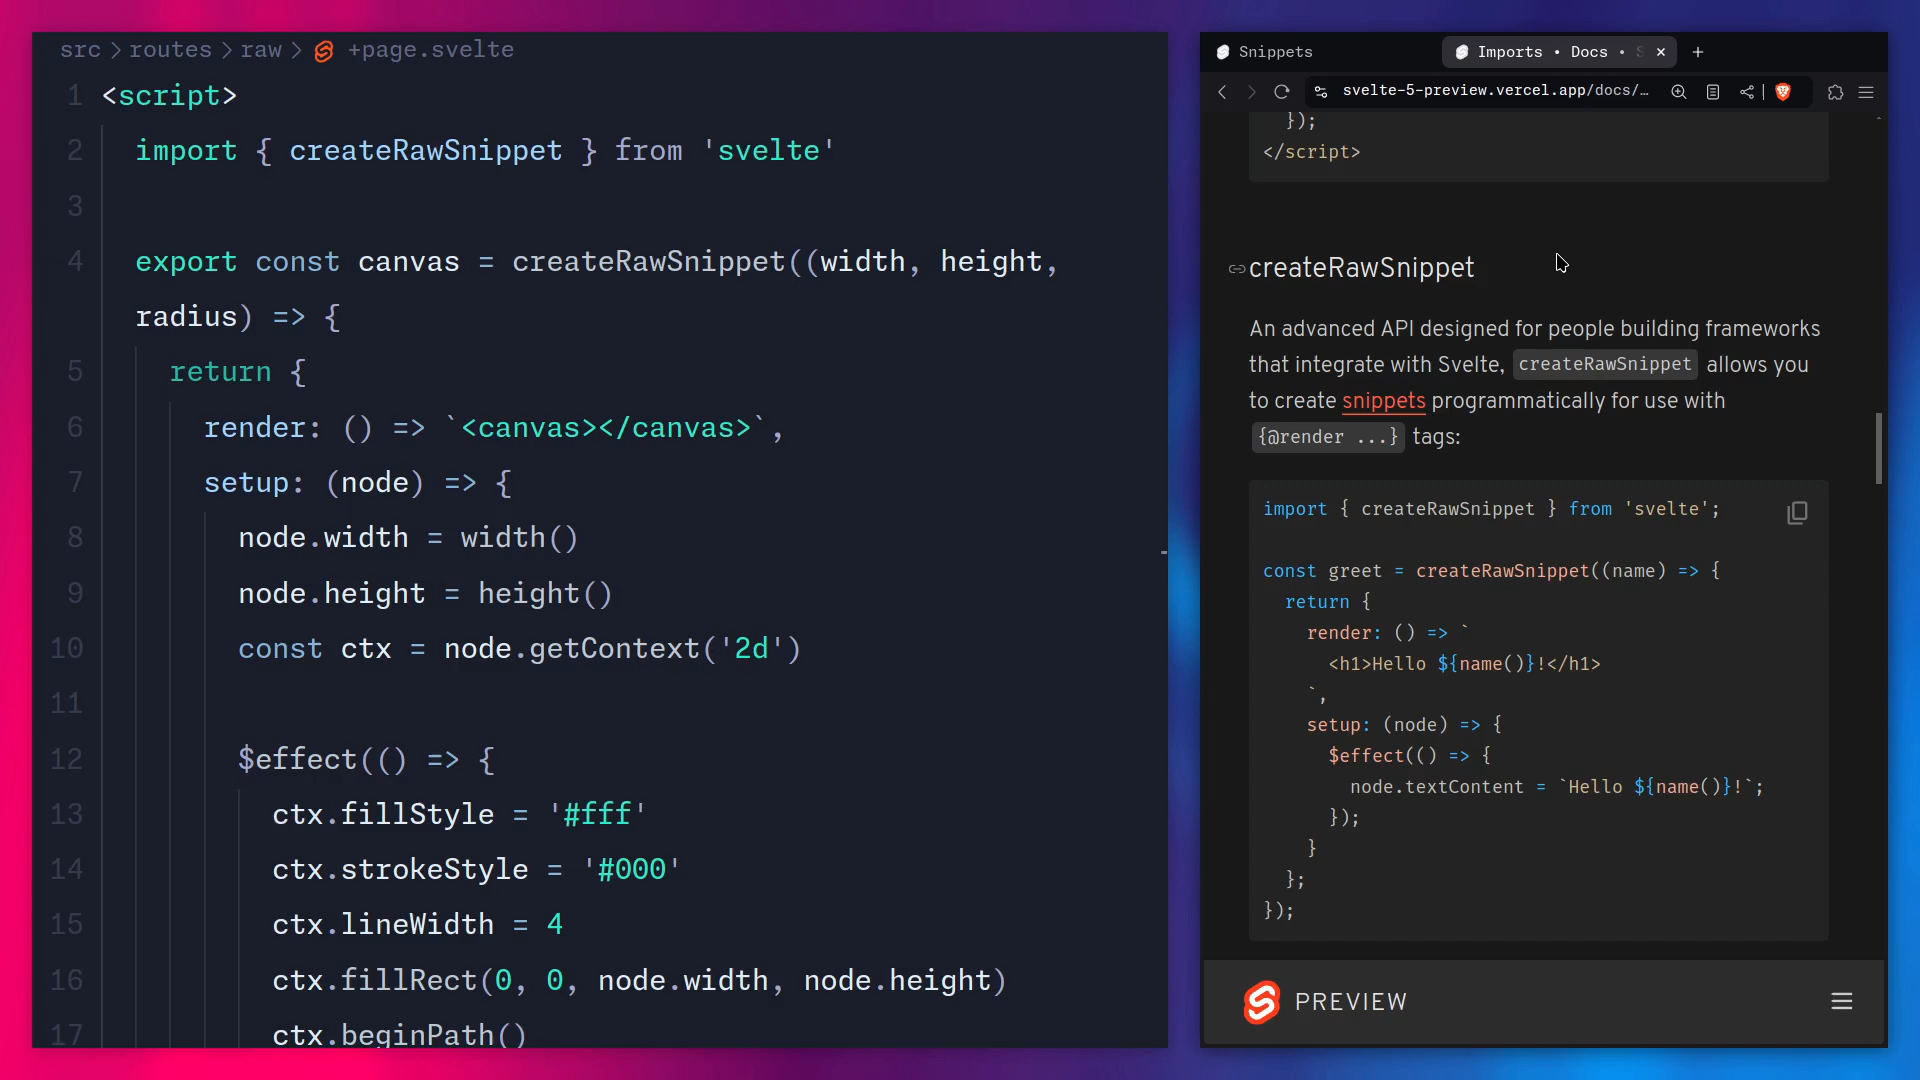 src > routes > raw > +page.svelte
1 <script>
2 import { createRawSnippet } from 'svelte'
3
4 export const canvas = createRawSnippet((width, height,
radius) => {
5 return {
6 render: () => `<canvas></canvas>`,
7 setup: (node) => {
8 node.width = width()
9 node.height = height()
10 const ctx = node.getContext('2d')
11
12 $effect(() => {
13 ctx.fillStyle = '#fff'
14 ctx.strokeStyle = '#000'
15 ctx.lineWidth = 4
16 ctx.fillRect(0, 0, node.width, node.height)
17 ctx.beginPath()
Snippets
Imports • Docs •
svelte-5-preview.vercel.app/docs/…
});
</script>
createRawSnippet
An advanced API designed for people building frameworks
that integrate with Svelte, createRawSnippet allows you
to create snippets programmatically for use with
{@render ...} tags:
import { createRawSnippet } from 'svelte';
const greet = createRawSnippet((name) => {
return {
render: () => `
<h1>Hello ${name()}!</h1>
`,
setup: (node) => {
$effect(() => {
node.textContent = `Hello ${name()}!`;
});
}
};
});
PREVIEW